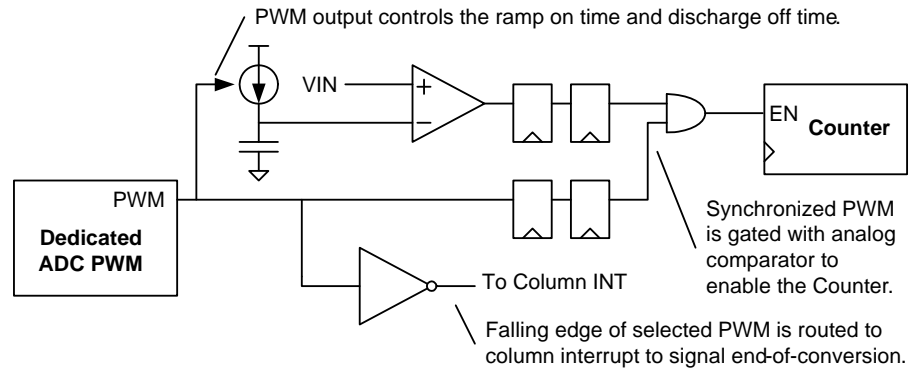 PWM output controls the ramp on time and discharge off time.
VIN
+
−
EN
Counter
PWM
Dedicated
ADC PWM
Synchronized PWM
is gated with analog
comparator to
enable the Counter.
To Column INT
Falling edge of selected PWM is routed to
column interrupt to signal end-of-conversion.